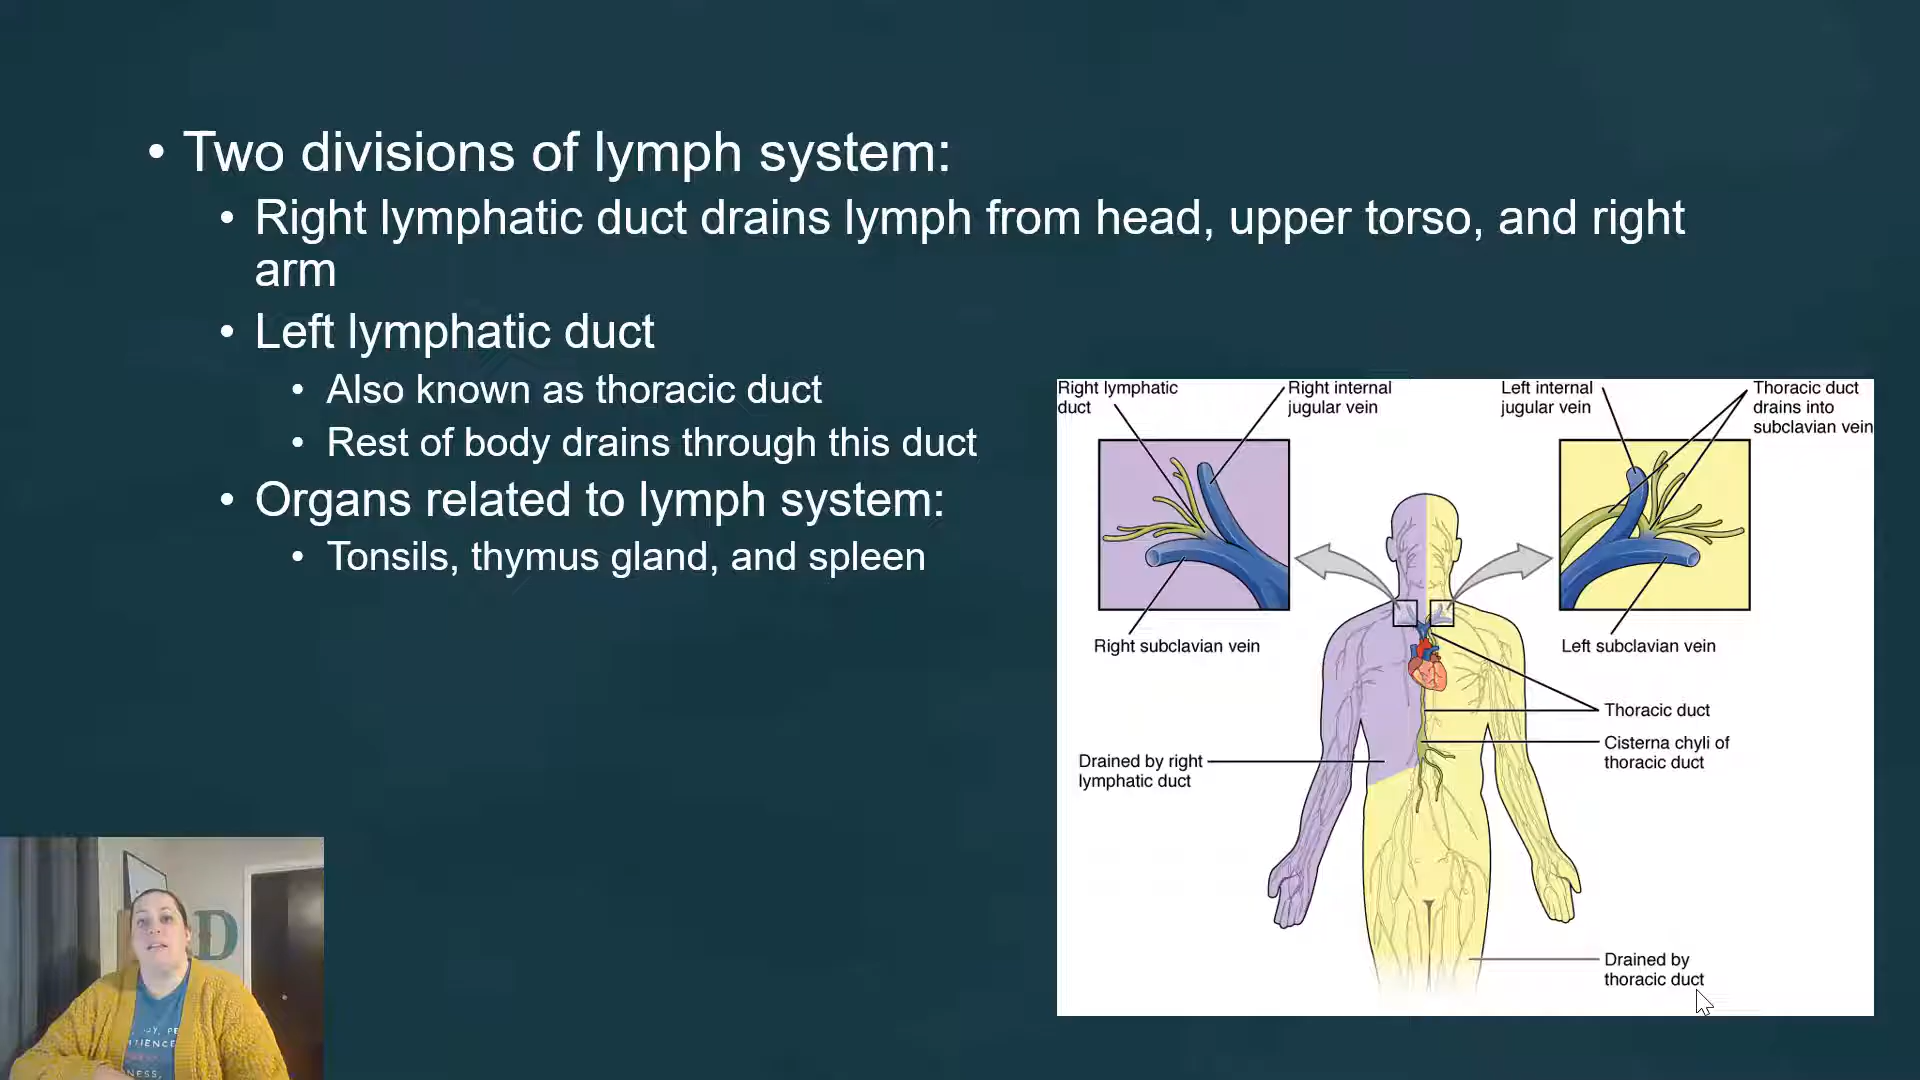 • Two divisions of lymph system:
• Right lymphatic duct drains lymph from head, upper torso, and right
arm
• Left lymphatic duct
• Also known as thoracic duct
• Rest of body drains through this duct
• Organs related to lymph system:
• Tonsils, thymus gland, and spleen
Right lymphatic
duct
Right internal
jugular vein
Left internal
jugular vein
Thoracic duct
drains into
subclavian vein
Right subclavian vein
Left subclavian vein
Thoracic duct
Cisterna chyli of
thoracic duct
Drained by right
lymphatic duct
Drained by
thoracic duct
D